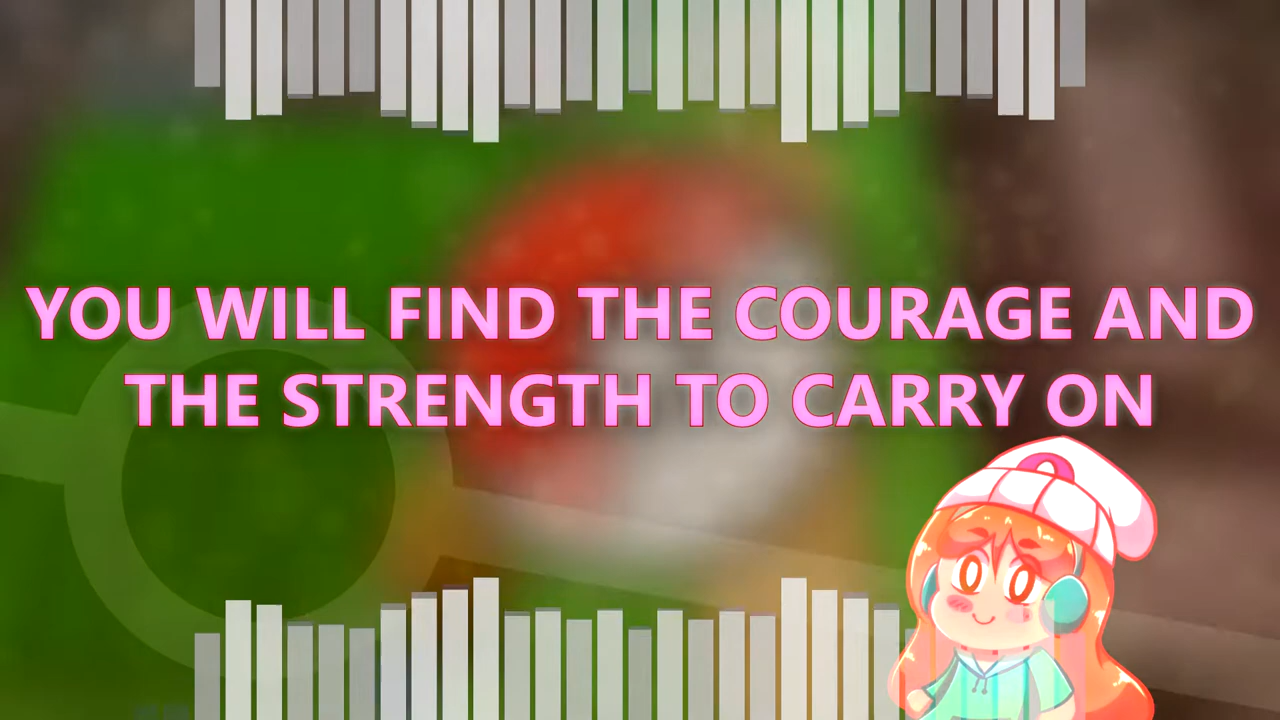 YOU WILL FIND THE COURAGE AND
THE STRENGTH TO CARRY ON